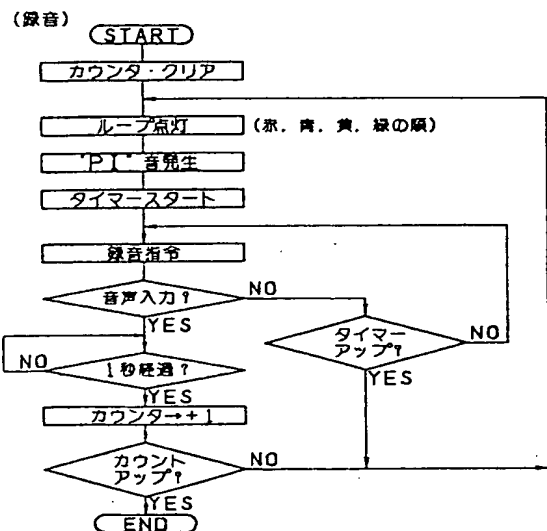 (録音)
START
カウンタ・クリア
ループ点灯 (赤, 青, 黄, 緑の順)
"PI" 音発生
タイマースタート
録音指令
音声入力? NO
YES
タイマー
アップ? NO
YES
NO 1秒経過?
YES
カウンタ→+1
カウント
アップ? NO
YES
END